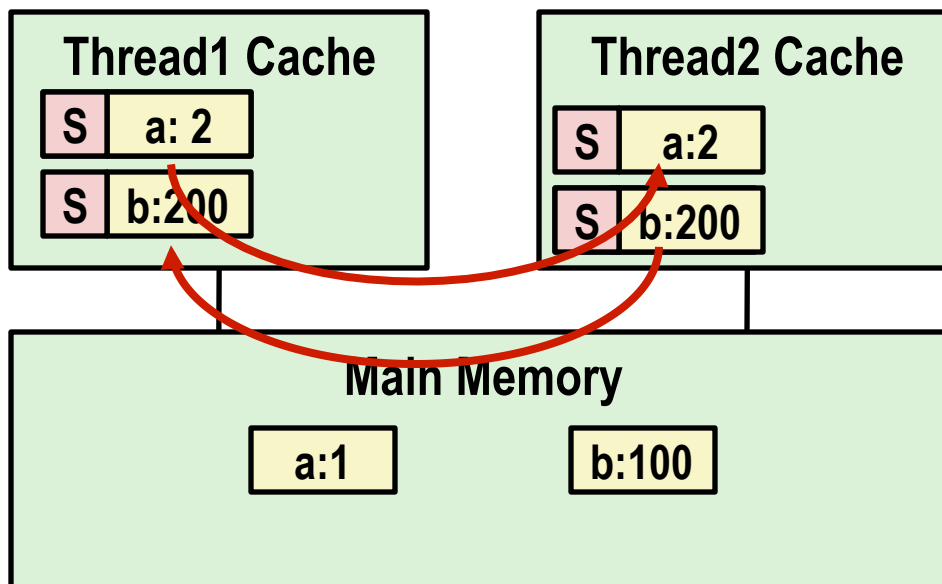 Thread1 Cache
S a: 2
S b:200
Thread2 Cache
S a:2
S b:200
Main Memory
a:1
b:100